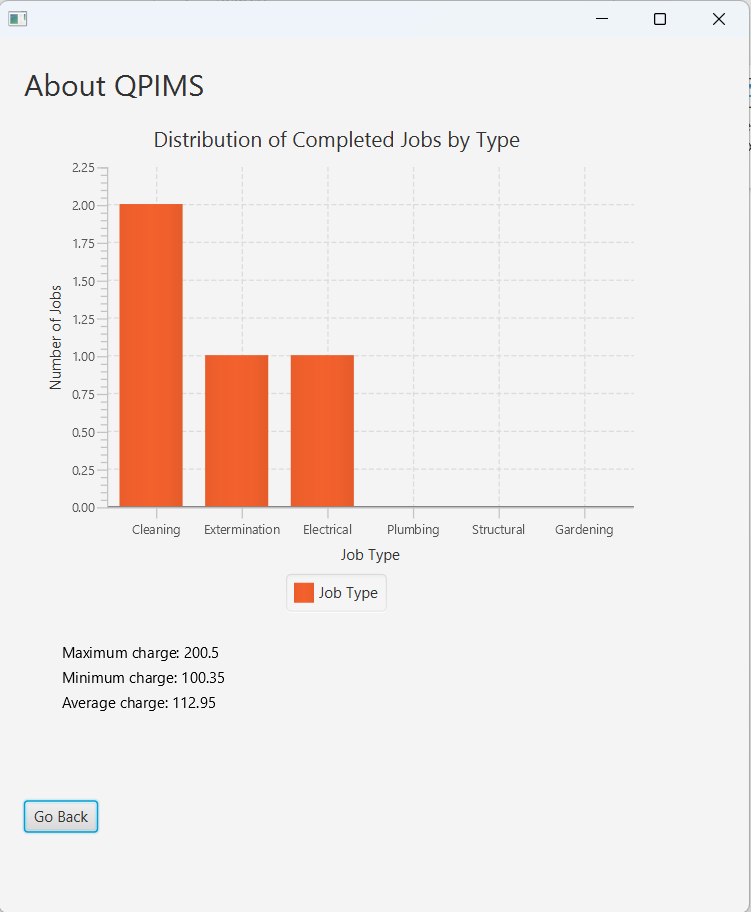 About QPIMS
Distribution of Completed Jobs by Type
Number of Jobs
2.25
2.00
1.75
1.50
1.25
1.00
0.75
0.50
0.25
0.00
Cleaning Extermination Electrical Plumbing Structural Gardening
Job Type
Job Type
Maximum charge: 200.5
Minimum charge: 100.35
Average charge: 112.95
Go Back